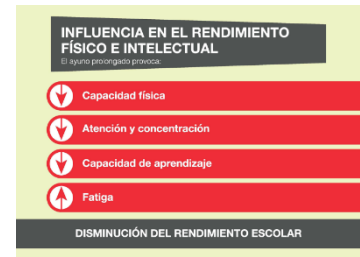 INFLUENCIA EN EL RENDIMIENTO
FÍSICO E INTELECTUAL
El ayuno prolongado provoca:
Capacidad física
Atención y concentración
Capacidad de aprendizaje
Fatiga
DISMINUCIÓN DEL RENDIMIENTO ESCOLAR